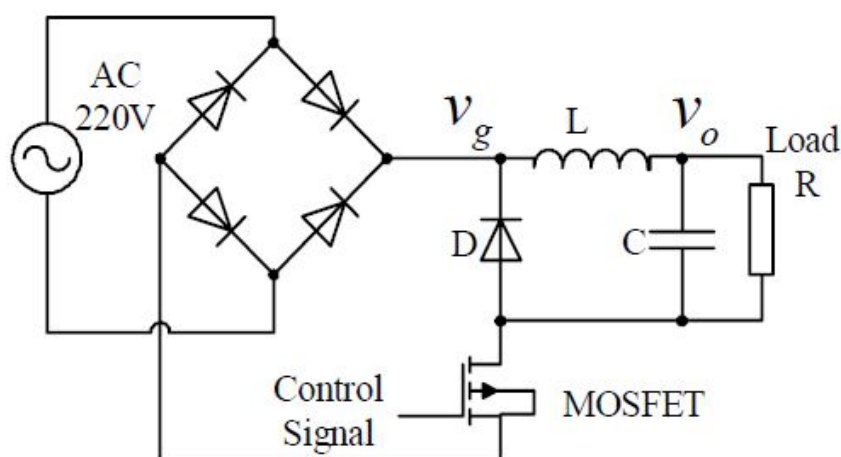 AC
220V
v_g
L
v_o
Load
R
D
C
Control
Signal
MOSFET